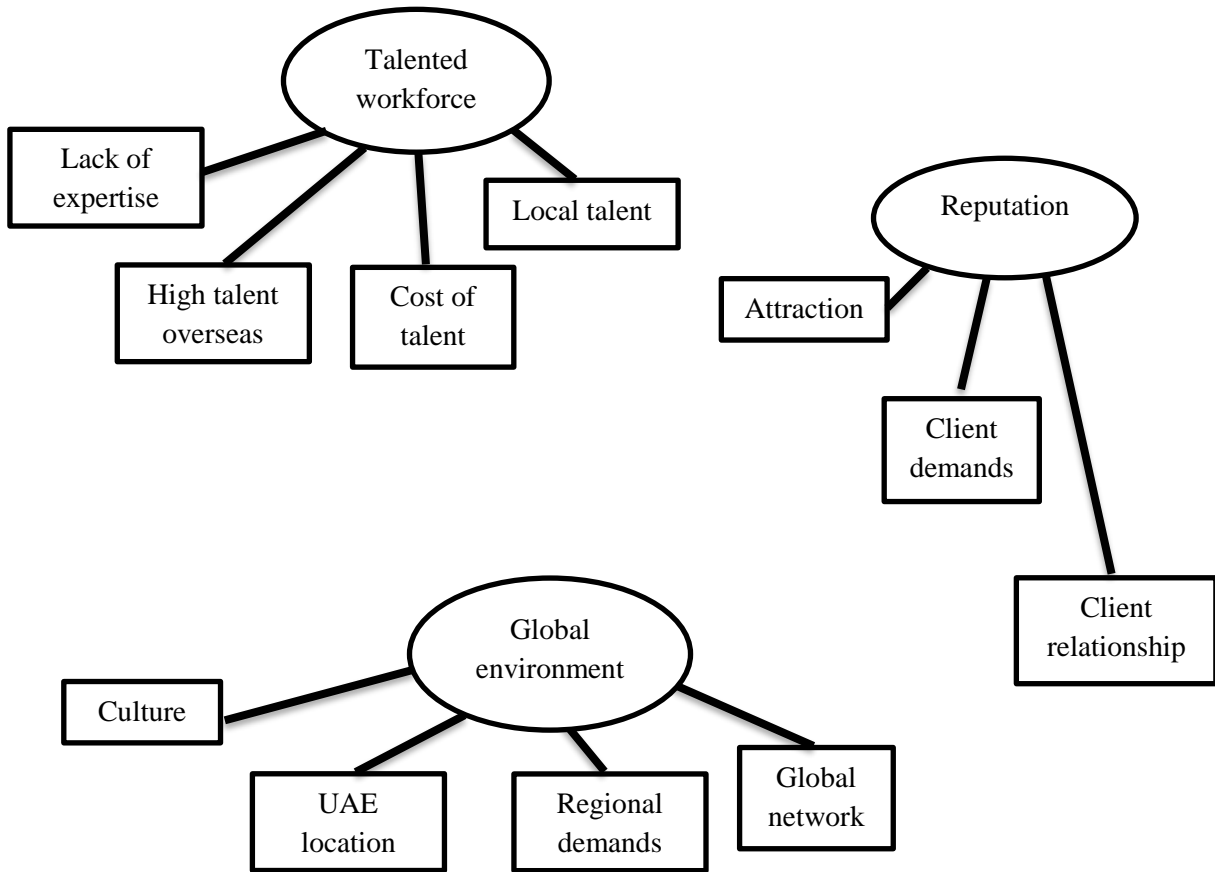 Talented
workforce
Lack of
expertise
High talent
overseas
Cost of
talent
Local talent
Reputation
Attraction
Client
demands
Client
relationship
Global
environment
Culture
UAE
location
Regional
demands
Global
network